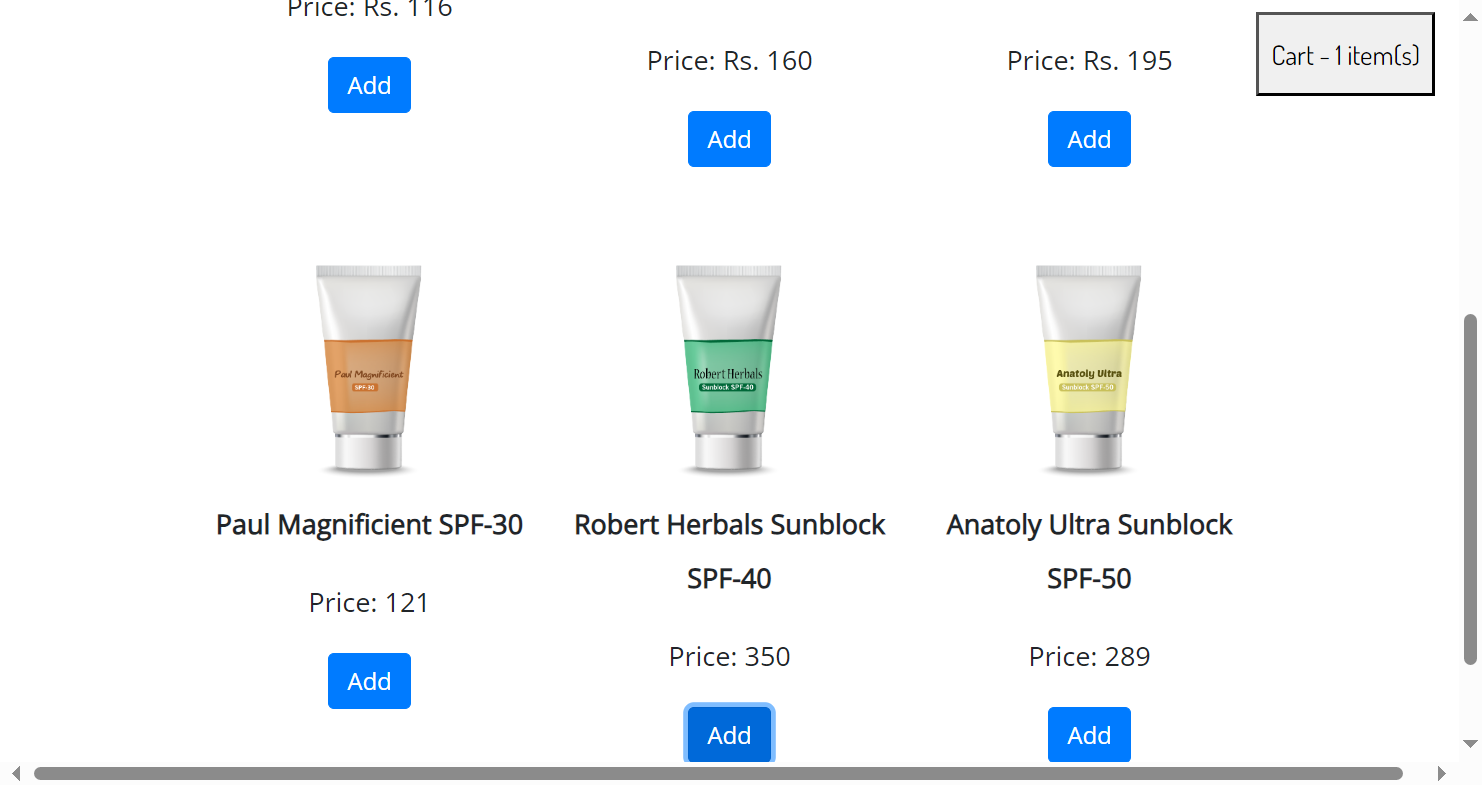 Price: Rs. 116
Add
Price: Rs. 160
Add
Price: Rs. 195
Add
Cart - 1 item(s)
Paul Magnificient
SPF-30
Robert Herbals
Sunblock SPF-40
Anatoly Ultra
Sunblock SPF-50
Paul Magnificient SPF-30
Price: 121
Add
Robert Herbals Sunblock
SPF-40
Price: 350
Add
Anatoly Ultra Sunblock
SPF-50
Price: 289
Add